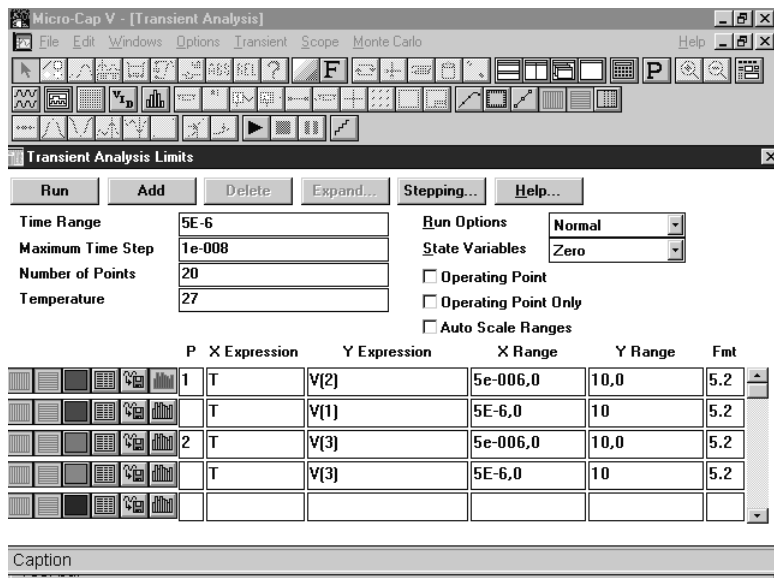 Micro-Cap V - [Transient Analysis]
File Edit Windows Options Transient Scope Monte Carlo Help
F ? P
Transient Analysis Limits
Run Add Delete Expand... Stepping... Help...
Time Range 5E-6 Run Options Normal
Maximum Time Step 1e-008 State Variables Zero
Number of Points 20 Operating Point
Temperature 27 Operating Point Only
Auto Scale Ranges
P X Expression Y Expression X Range Y Range Fmt
1 T V(2) 5e-006,0 10,0 5.2
T V(1) 5E-6,0 10 5.2
2 T V(3) 5e-006,0 10,0 5.2
T V(3) 5E-6,0 10 5.2
Caption